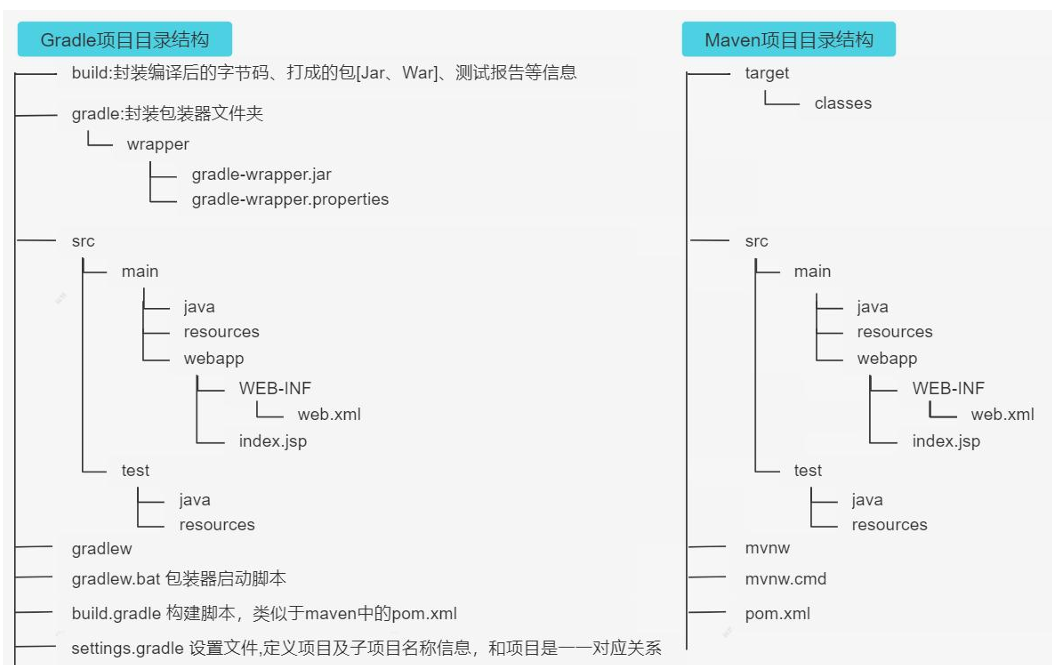 Gradle项目目录结构
build:封装编译后的字节码、打成的包[Jar、War]、测试报告等信息
gradle:封装包装器文件夹
wrapper
gradle-wrapper.jar
gradle-wrapper.properties
src
main
java
resources
webapp
WEB-INF
web.xml
index.jsp
test
java
resources
gradlew
gradlew.bat 包装器启动脚本
build.gradle 构建脚本，类似于maven中的pom.xml
settings.gradle 设置文件,定义项目及子项目名称信息，和项目是一一对应关系
Maven项目目录结构
target
classes
src
main
java
resources
webapp
WEB-INF
web.xml
index.jsp
test
java
resources
mvnw
mvnw.cmd
pom.xml